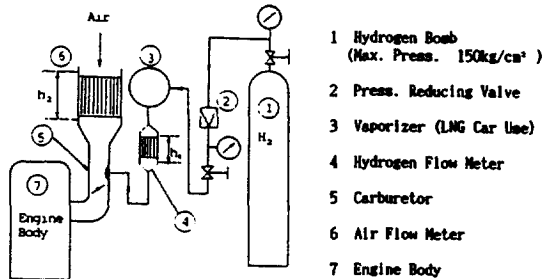 Air
6
h₂
3
1
H₂
2
h₄
5
4
7
Engine
Body
1 Hydrogen Bomb
(Max. Press. 150kg/cm²)
2 Press. Reducing Valve
3 Vaporizer (LNG Car Use)
4 Hydrogen Flow Meter
5 Carburetor
6 Air Flow Meter
7 Engine Body